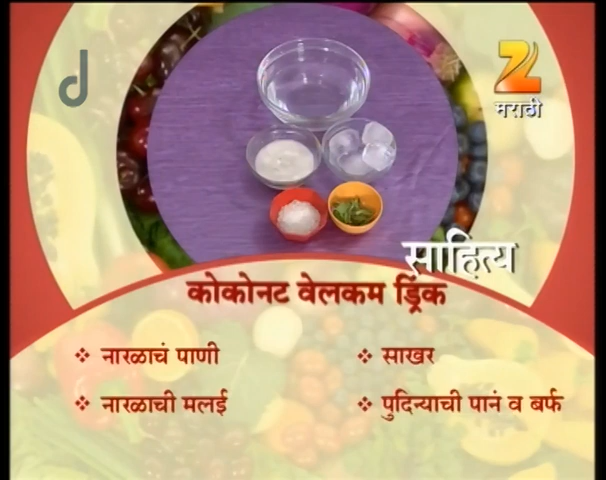 मराठी
साहित्य
कोकोनट वेलकम ड्रिंक
❖ नारळाचं पाणी
❖ साखर
❖ नारळाची मलई
❖ पुदिन्याची पानं व बर्फ